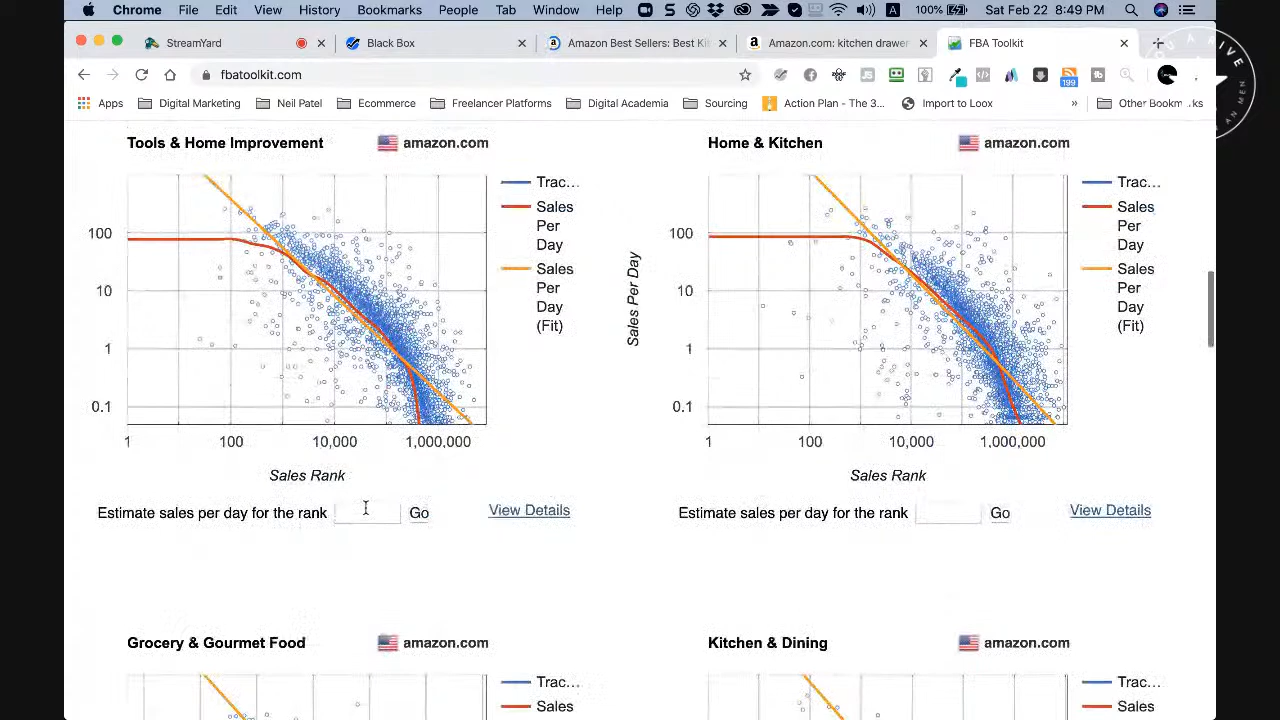 Chrome File Edit View History Bookmarks People Tab Window Help 100% Sat Feb 22 8:49 PM
StreamYard × Black Box × Amazon Best Sellers: Best Ki × Amazon.com: kitchen drawer × FBA Toolkit × +
fbatoolkit.com
199
Apps Digital Marketing Neil Patel Ecommerce Freelancer Platforms Digital Academia Sourcing Action Plan - The 3... Import to Loox » Other Bookm
Tools & Home Improvement amazon.com
100
10
1
0.1
1 100 10,000 1,000,000
Sales Rank
Trac...
Sales
Per
Day
Sales
Per
Day
(Fit)
Estimate sales per day for the rank Go View Details
Home & Kitchen amazon.com
Sales Per Day
100
10
1
0.1
1 100 10,000 1,000,000
Sales Rank
Trac...
Sales
Per
Day
Sales
Per
Day
(Fit)
Estimate sales per day for the rank Go View Details
Grocery & Gourmet Food amazon.com
Trac...
Sales
Kitchen & Dining amazon.com
Trac...
Sales